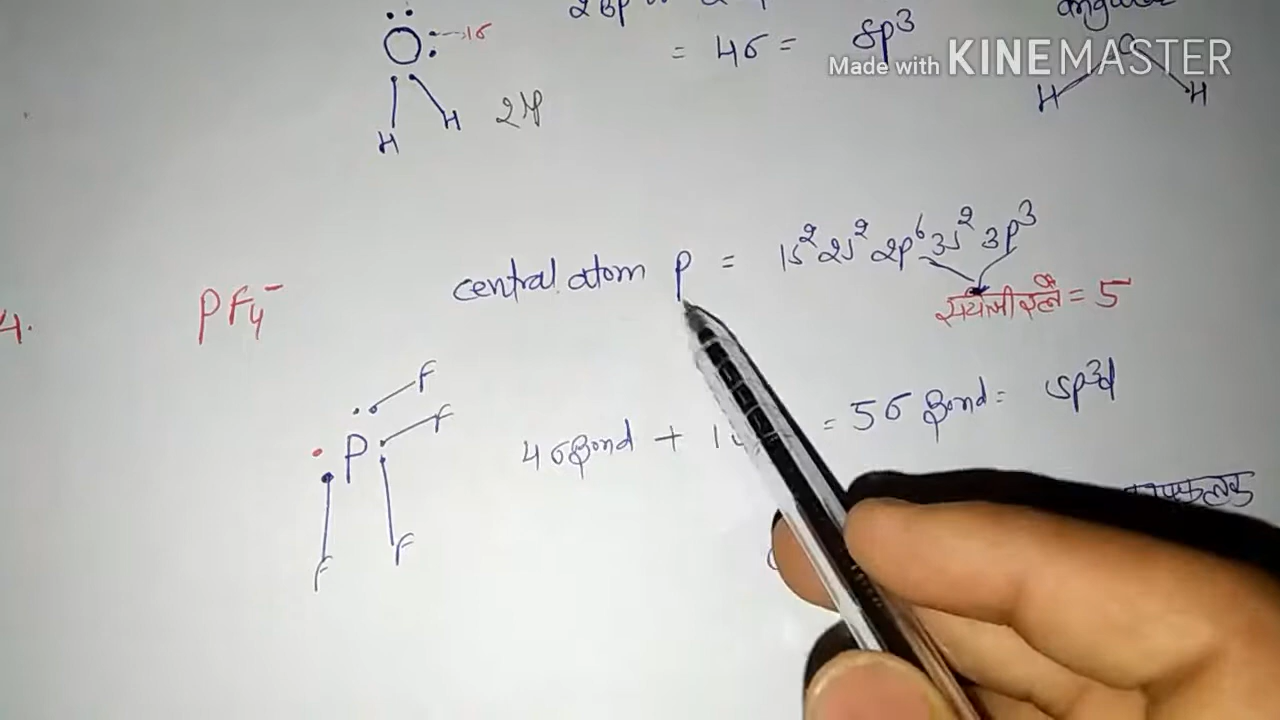 = 4σ = sp³
O
1σ
Made with KINEMASTER
H H
H H
central atom P = 1s² 2s² 2p⁶ 3s² 3p³
= 5
4. PF₄⁻
F
F
P
4σ Bond + 1 = 5σ Bond = sp³d
F F